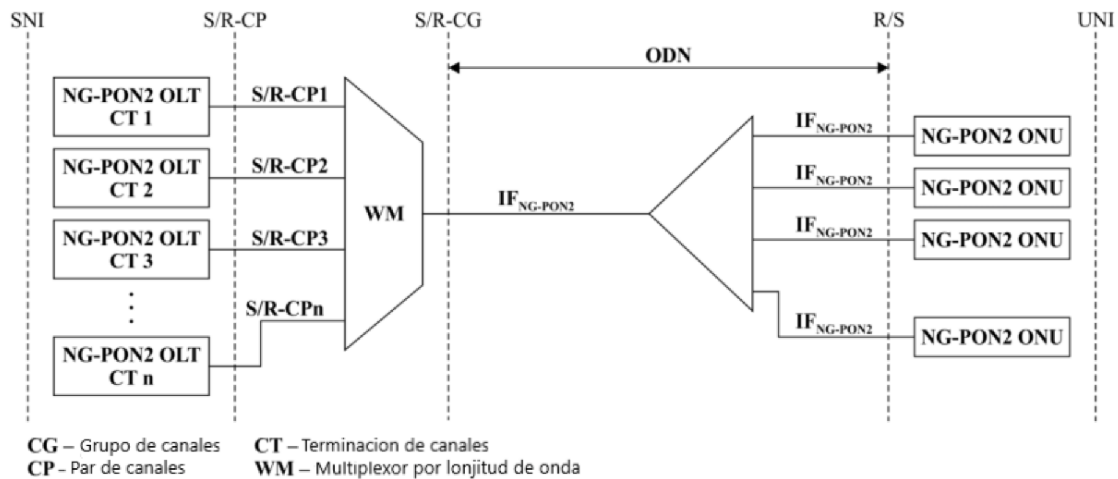 SNI S/R-CP S/R-CG R/S UNI
ODN
NG-PON2 OLT
CT 1
S/R-CP1
NG-PON2 OLT
CT 2
S/R-CP2
NG-PON2 OLT
CT 3
S/R-CP3
NG-PON2 OLT
CT n
S/R-CPn
WM
IFNG-PON2
IFNG-PON2
NG-PON2 ONU
IFNG-PON2
NG-PON2 ONU
IFNG-PON2
NG-PON2 ONU
IFNG-PON2
NG-PON2 ONU
CG – Grupo de canales CT – Terminacion de canales
CP - Par de canales WM – Multiplexor por lonjitud de onda